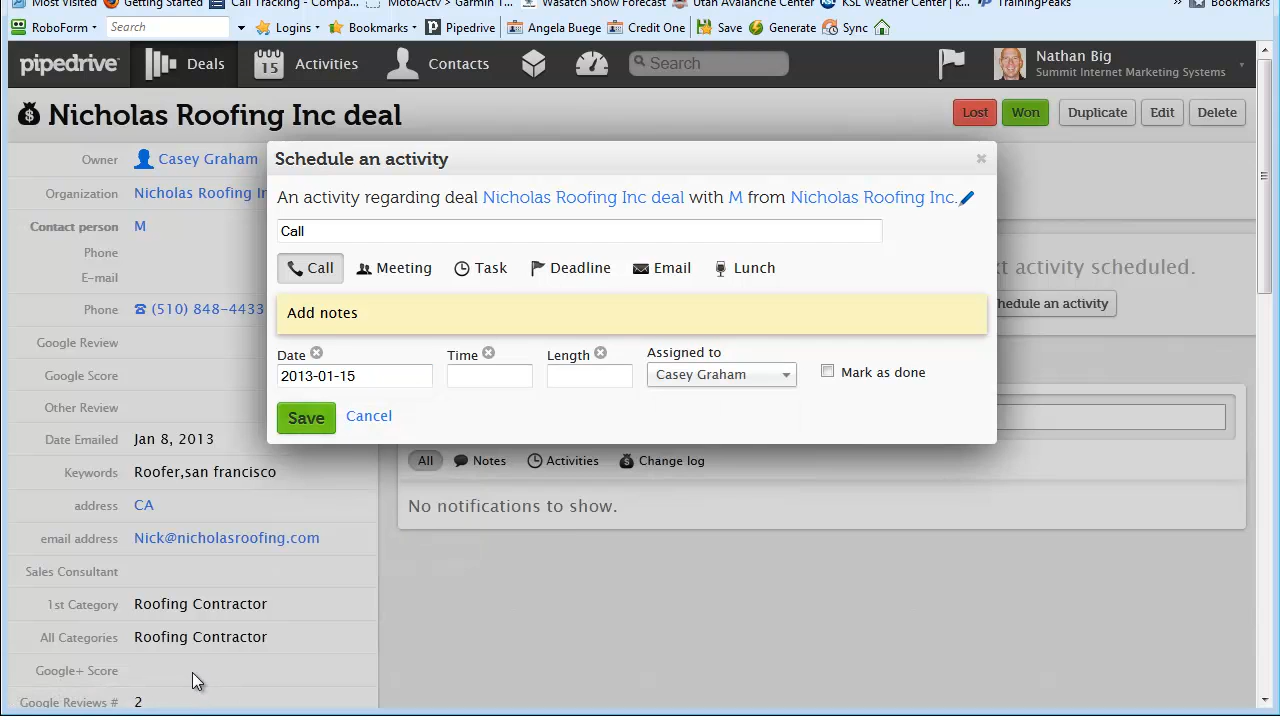 Most Visited Getting Started Call Tracking - Compa... MotoActv > Garmin T... Wasatch Show Forecast Utah Avalanche Center KSL Weather Center | k... TrainingPeaks » Bookmarks
RoboForm Search Logins Bookmarks Pipedrive Angela Buege Credit One Save Generate Sync
pipedrive Deals 15 Activities Contacts Search Nathan Big
Summit Internet Marketing Systems
Nicholas Roofing Inc deal Lost Won Duplicate Edit Delete
Owner Casey Graham
Organization Nicholas Roofing In
Contact person M
Phone
E-mail
Phone (510) 848-4433
Google Review
Google Score
Other Review
Date Emailed Jan 8, 2013
Keywords Roofer,san francisco
address CA
email address Nick@nicholasroofing.com
Sales Consultant
1st Category Roofing Contractor
All Categories Roofing Contractor
Google+ Score
Google Reviews # 2
Schedule an activity
An activity regarding deal Nicholas Roofing Inc deal with M from Nicholas Roofing Inc.
Call
Call Meeting Task Deadline Email Lunch
Add notes
Date Time Length Assigned to
2013-01-15 Casey Graham Mark as done
Save Cancel
t activity scheduled.
hedule an activity
All Notes Activities Change log
No notifications to show.